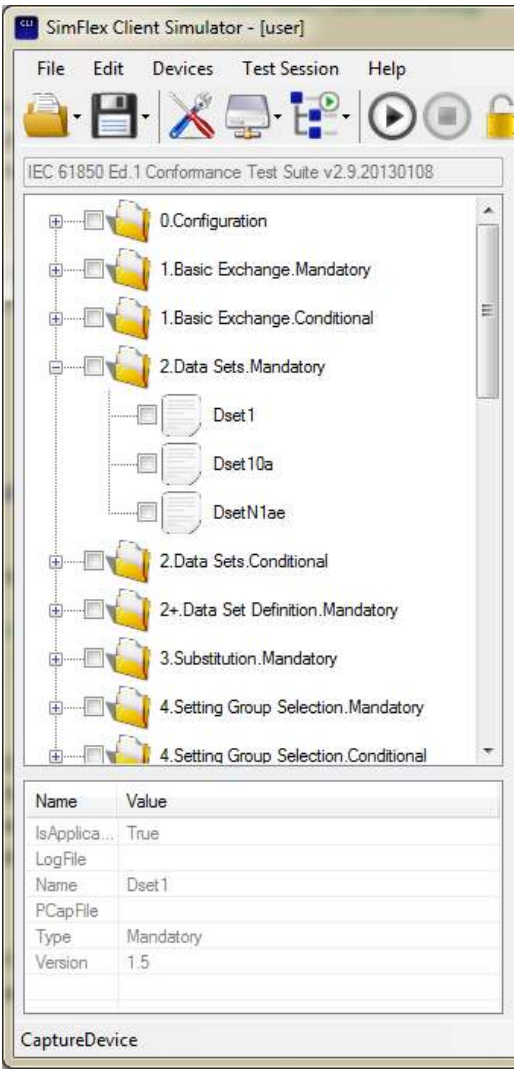 CLI SimFlex Client Simulator - [user]
File Edit Devices Test Session Help
IEC 61850 Ed.1 Conformance Test Suite v2.9.20130108
0.Configuration
1.Basic Exchange.Mandatory
1.Basic Exchange.Conditional
2.Data Sets.Mandatory
Dset1
Dset10a
DsetN1ae
2.Data Sets.Conditional
2+.Data Set Definition.Mandatory
3.Substitution.Mandatory
4.Setting Group Selection.Mandatory
4.Setting Group Selection.Conditional
Name Value
IsApplica... True
LogFile
Name Dset1
PCapFile
Type Mandatory
Version 1.5
CaptureDevice